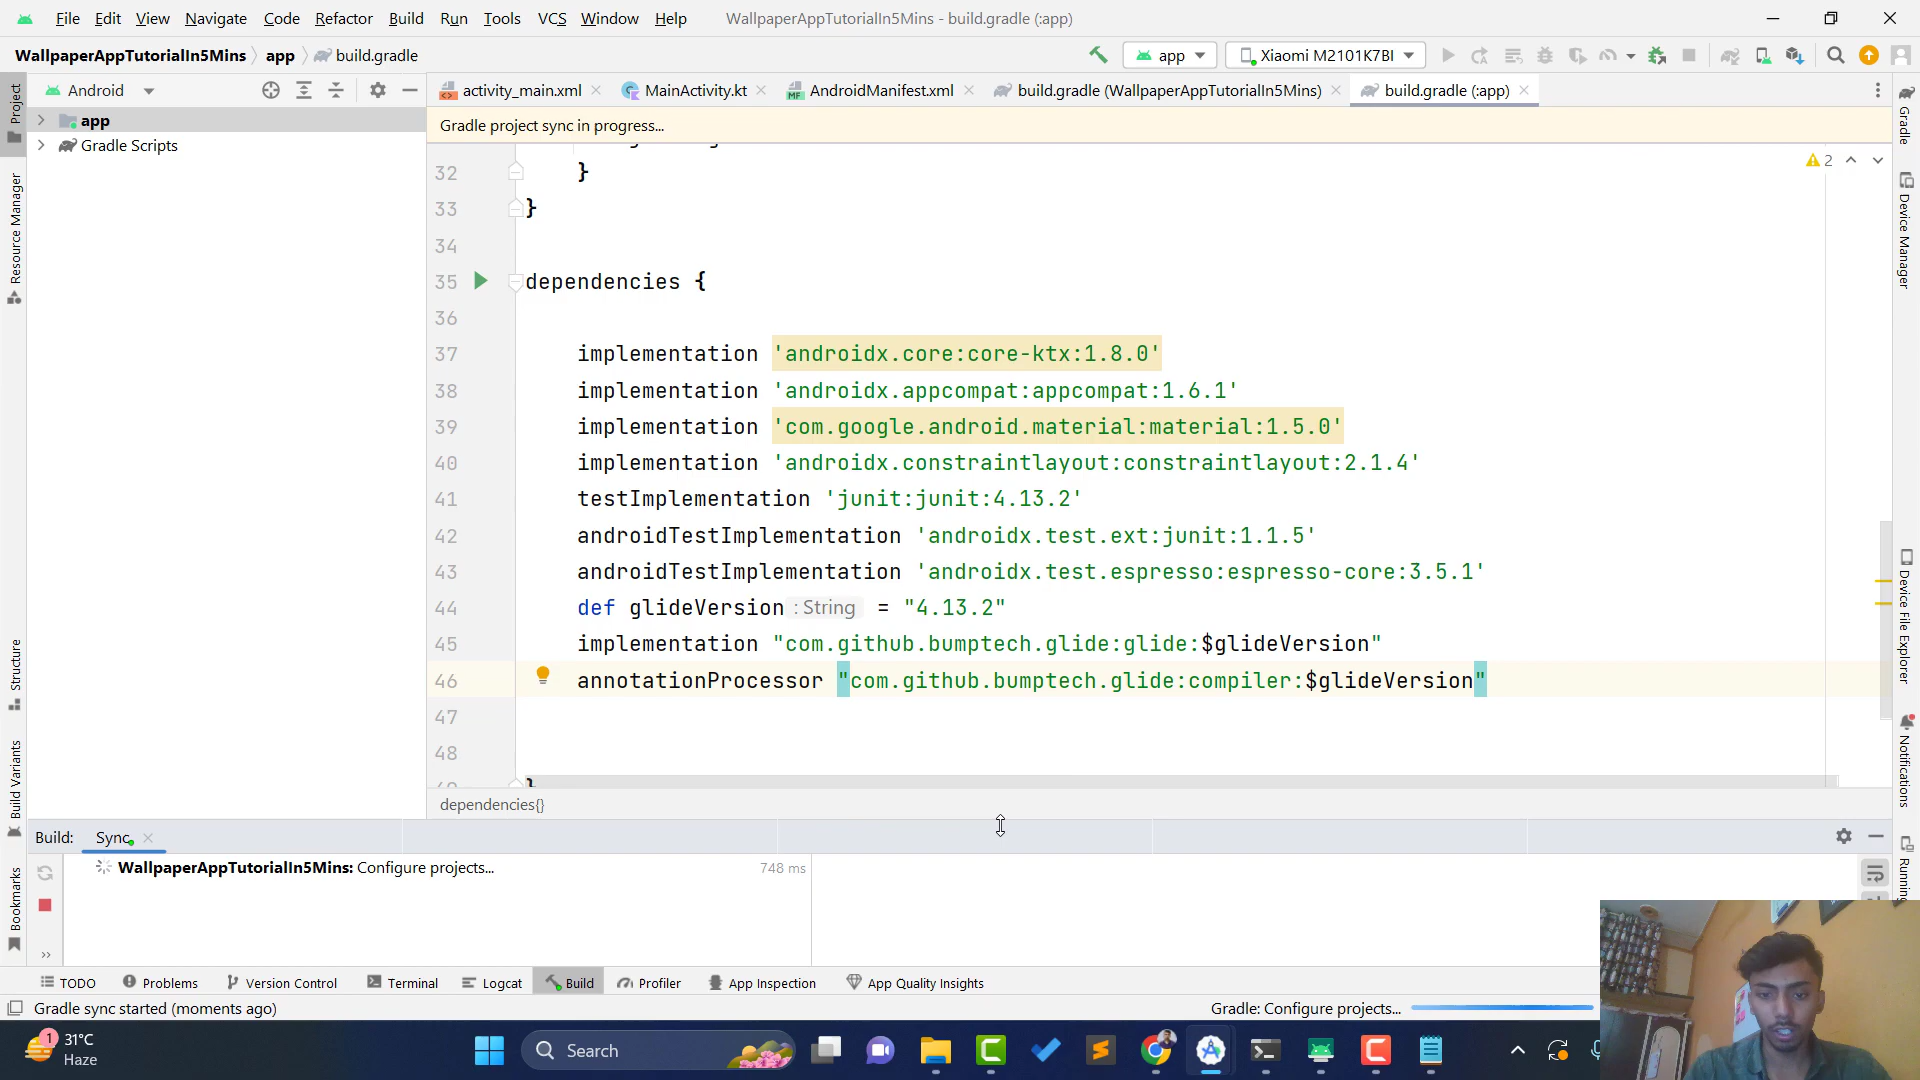 File Edit View Navigate Code Refactor Build Run Tools VCS Window Help WallpaperAppTutorialIn5Mins - build.gradle (:app)
WallpaperAppTutorialIn5Mins app build.gradle app Xiaomi M2101K7BI
Android
activity_main.xml MainActivity.kt AndroidManifest.xml build.gradle (WallpaperAppTutorialIn5Mins) build.gradle (:app)
app
Gradle Scripts
Gradle project sync in progress...
2
32 }
33 }
34
35 dependencies {
36
37 implementation 'androidx.core:core-ktx:1.8.0'
38 implementation 'androidx.appcompat:appcompat:1.6.1'
39 implementation 'com.google.android.material:material:1.5.0'
40 implementation 'androidx.constraintlayout:constraintlayout:2.1.4'
41 testImplementation 'junit:junit:4.13.2'
42 androidTestImplementation 'androidx.test.ext:junit:1.1.5'
43 androidTestImplementation 'androidx.test.espresso:espresso-core:3.5.1'
44 def glideVersion : String = "4.13.2"
45 implementation "com.github.bumptech.glide:glide:$glideVersion"
46 annotationProcessor "com.github.bumptech.glide:compiler:$glideVersion"
47
48
}
dependencies{}
Project
Resource Manager
Structure
Build Variants
Bookmarks
Gradle
Device Manager
Device File Explorer
Notifications
Build: Sync
WallpaperAppTutorialIn5Mins: Configure projects... 748 ms
TODO Problems Version Control Terminal Logcat Build Profiler App Inspection App Quality Insights
Gradle sync started (moments ago) Gradle: Configure projects...
1
31°C
Haze
Search